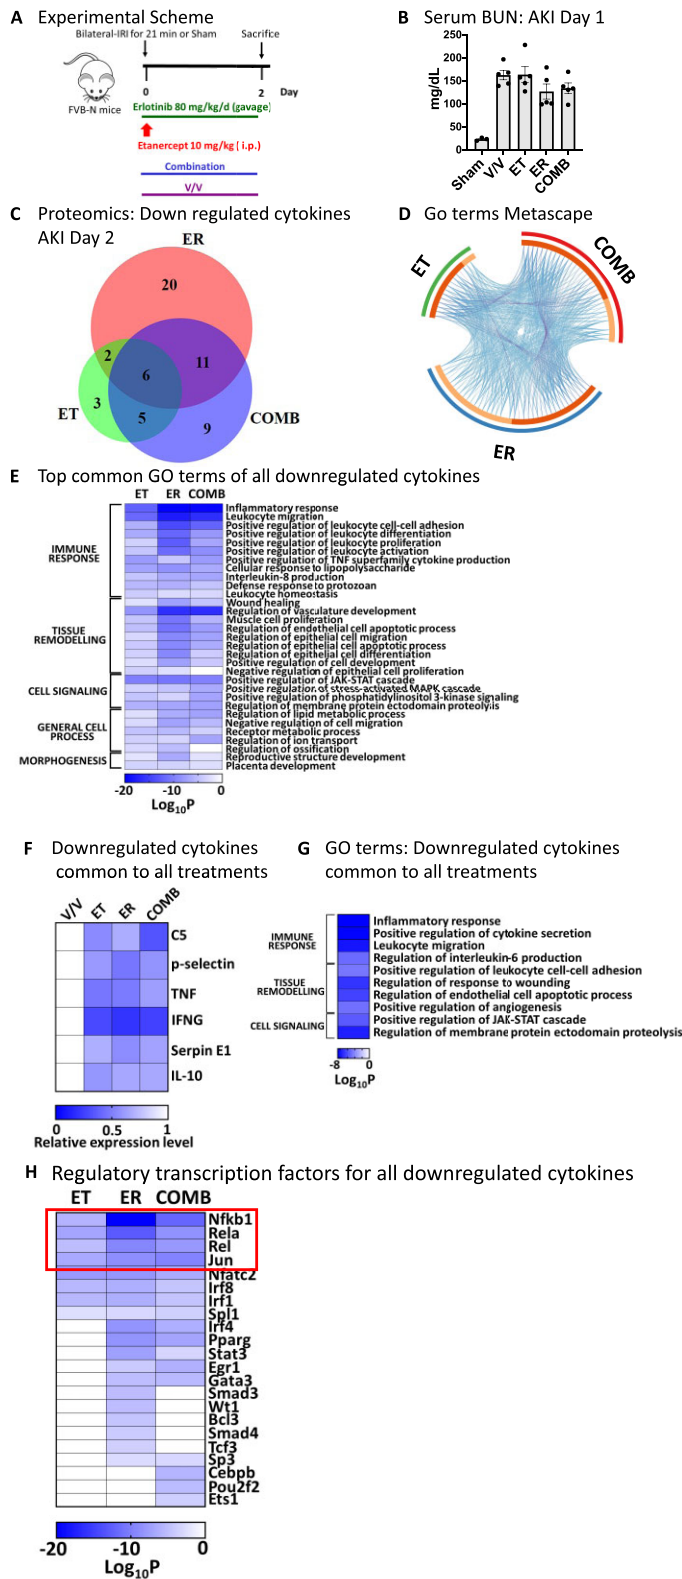 A Experimental Scheme
Bilateral-IRI for 21 min or Sham
Sacrifice
FVB-N mice
0
2
Day
Erlotinib 80 mg/kg/d (gavage)
Etanercept 10 mg/kg ( i.p.)
Combination
V/V
B Serum BUN: AKI Day 1
mg/dL
250
200
150
100
50
0
Sham
V/V
ET
ER
COMB
C Proteomics: Down regulated cytokines
AKI Day 2
ER
20
2
11
6
3
5
9
ET
COMB
D Go terms Metascape
ET
COMB
ER
E Top common GO terms of all downregulated cytokines
ET ER COMB
IMMUNE
RESPONSE
Inflammatory response
Leukocyte migration
Positive regulation of leukocyte cell-cell adhesion
Positive regulation of leukocyte differentiation
Positive regulation of leukocyte proliferation
Positive regulation of leukocyte activation
Positive regulation of TNF superfamily cytokine production
Cellular response to lipopolysaccharide
Interleukin-8 production
Defense response to protozoan
Leukocyte homeostasis
TISSUE
REMODELLING
Wound healing
Regulation of vasculature development
Muscle cell proliferation
Regulation of endothelial cell apoptotic process
Regulation of epithelial cell migration
Regulation of epithelial cell apoptotic process
Regulation of epithelial cell differentiation
Positive regulation of cell development
Negative regulation of epithelial cell proliferation
CELL SIGNALING
Positive regulation of JAK-STAT cascade
Positive regulation of stress-activated MAPK cascade
Positive regulation of phosphatidylinositol 3-kinase signaling
Regulation of membrane protein ectodomain proteolysis
GENERAL CELL
PROCESS
Regulation of lipid metabolic process
Negative regulation of cell migration
Receptor metabolic process
Regulation of ion transport
Regulation of ossification
MORPHOGENESIS
Reproductive structure development
Placenta development
-20 -10 0
Log10P
F Downregulated cytokines
common to all treatments
V/V
ET
ER
COMB
C5
p-selectin
TNF
IFNG
Serpin E1
IL-10
0 0.5 1
Relative expression level
G GO terms: Downregulated cytokines
common to all treatments
IMMUNE
RESPONSE
Inflammatory response
Positive regulation of cytokine secretion
Leukocyte migration
Regulation of interleukin-6 production
Positive regulation of leukocyte cell-cell adhesion
TISSUE
REMODELLING
Regulation of response to wounding
Regulation of endothelial cell apoptotic process
Positive regulation of angiogenesis
CELL SIGNALING
Positive regulation of JAK-STAT cascade
Regulation of membrane protein ectodomain proteolysis
-8 0
Log10P
H Regulatory transcription factors for all downregulated cytokines
ET ER COMB
Nfkb1
Rela
Rel
Jun
Nfatc2
Irf8
Irf1
Spl1
Irf4
Pparg
Stat3
Egr1
Gata3
Smad3
Wt1
Bcl3
Smad4
Tcf3
Sp3
Cebpb
Pou2f2
Ets1
-20 -10 0
Log10P